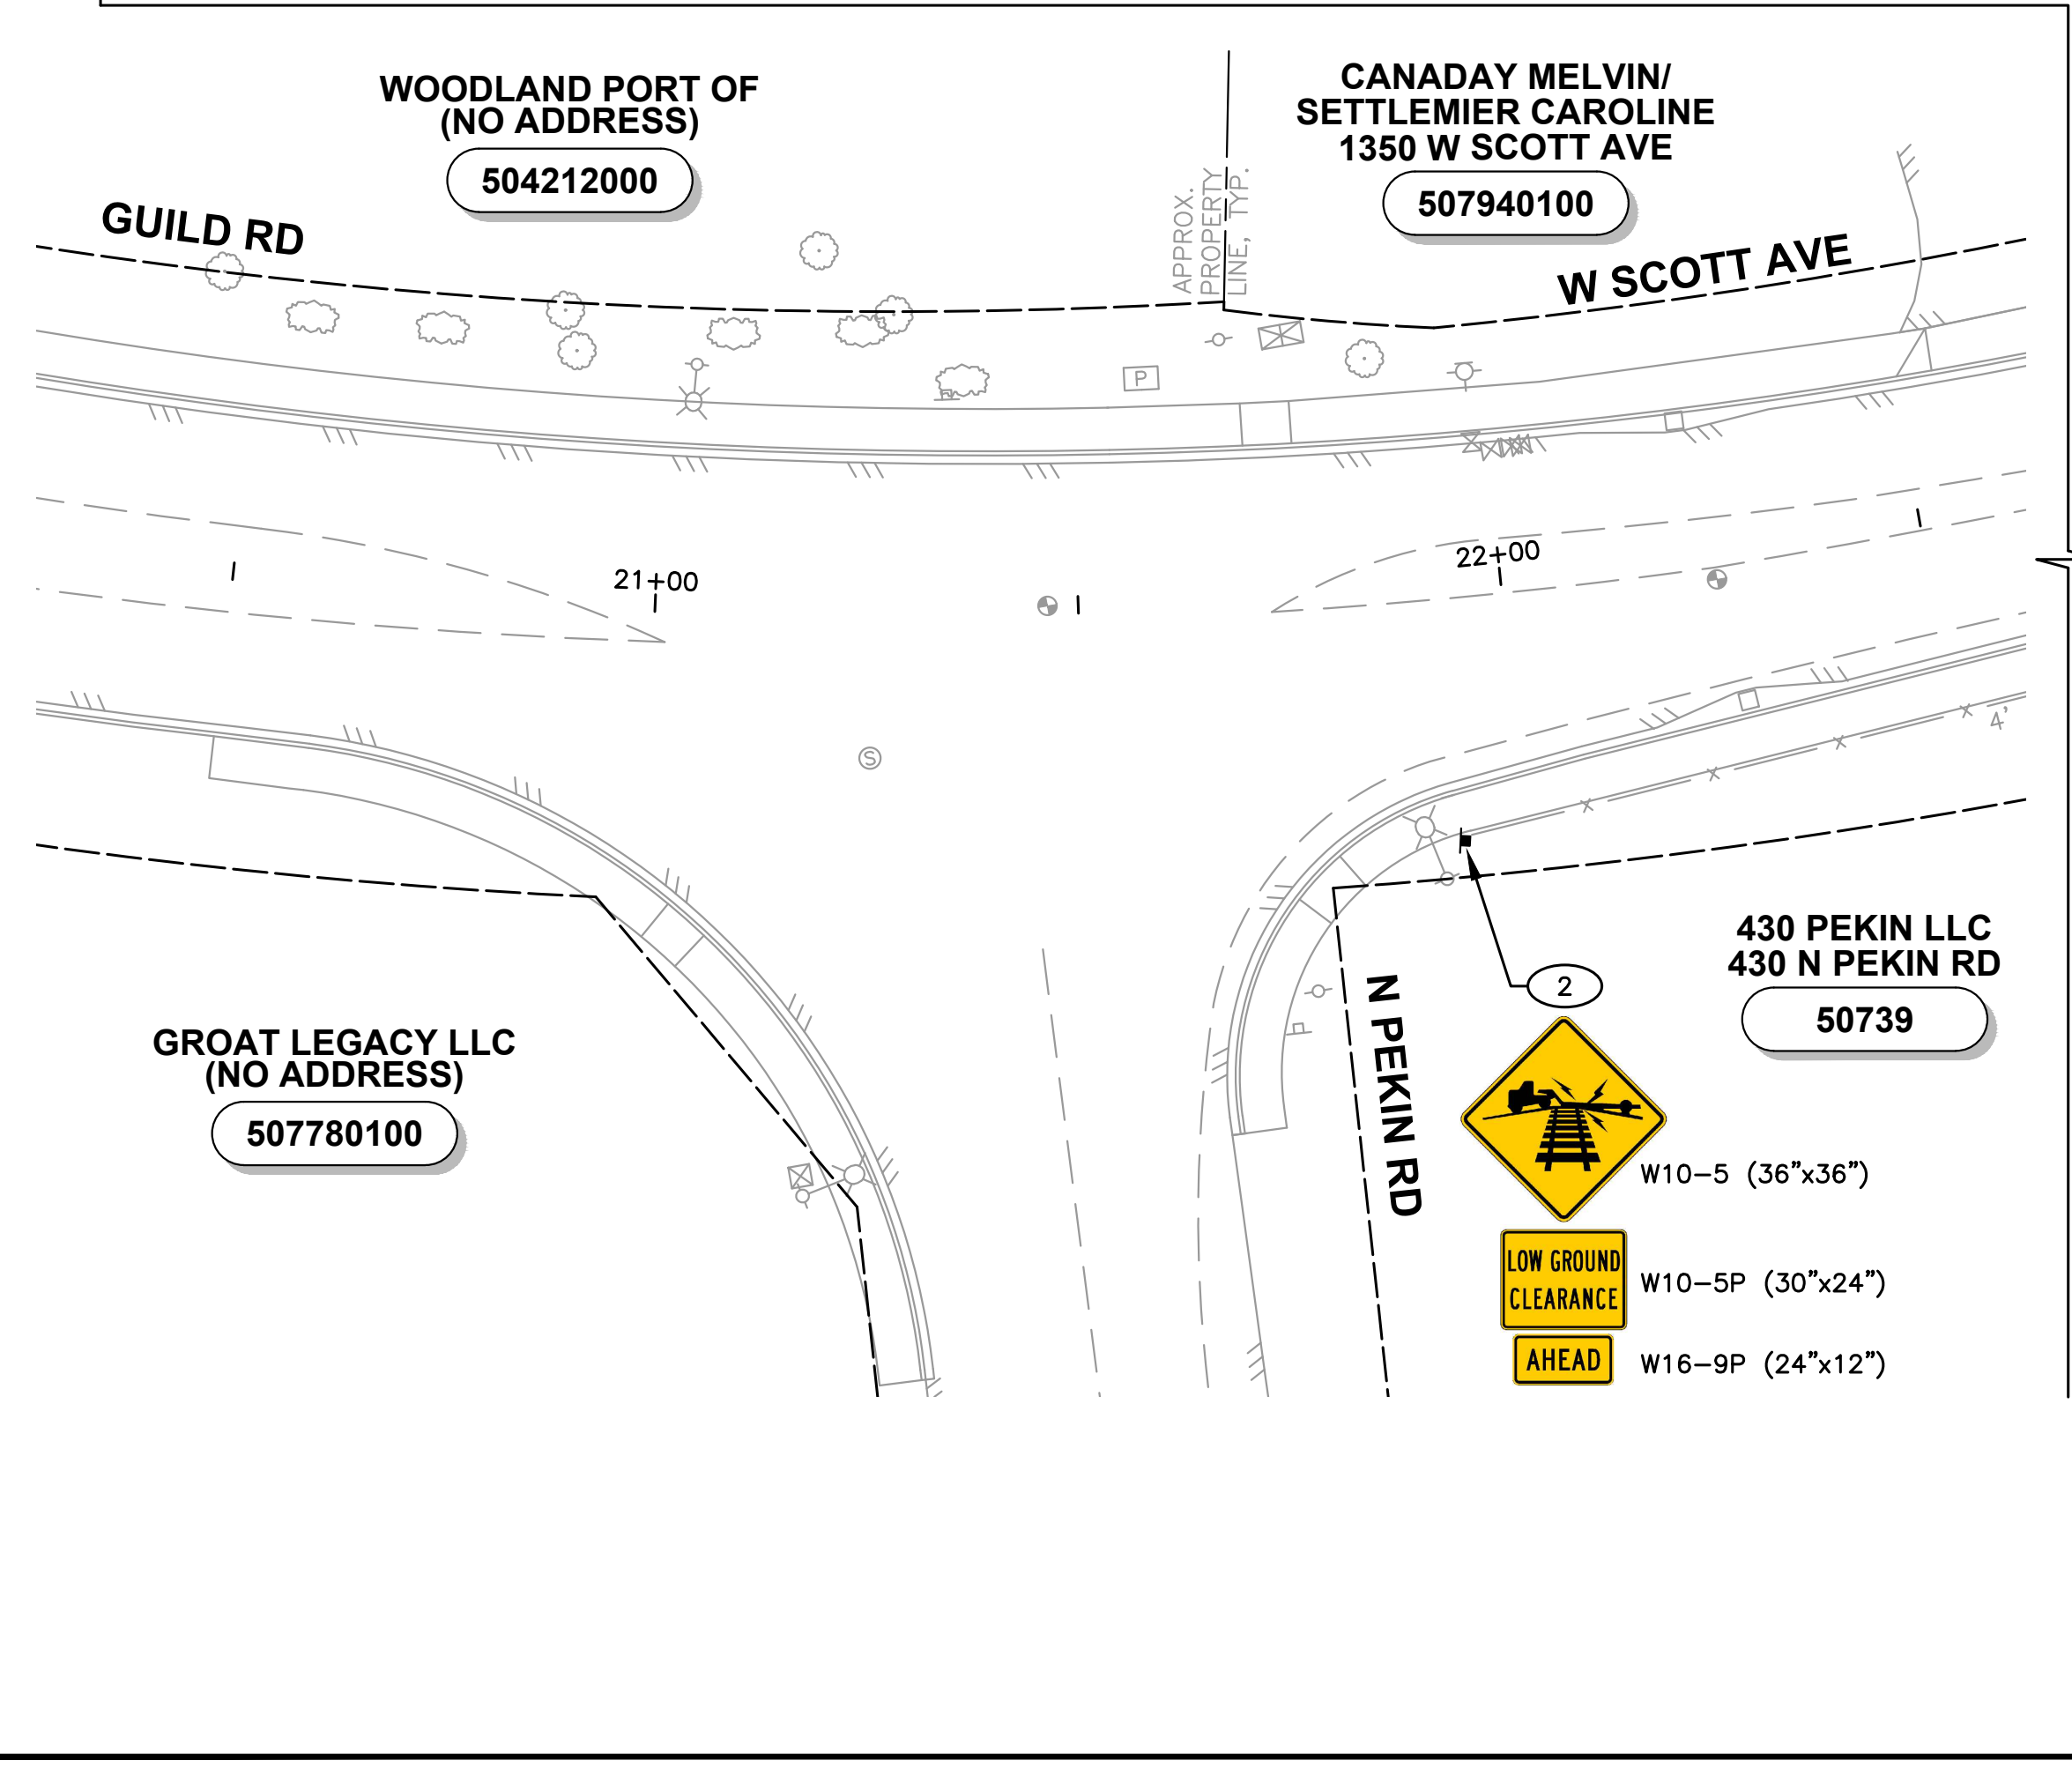 WOODLAND PORT OF
(NO ADDRESS)
504212000
CANADAY MELVIN/
SETTLEMIER CAROLINE
1350 W SCOTT AVE
507940100
GUILD RD
APPROX.
PROPERTY
LINE, TYP.
W SCOTT AVE
P
21+00
22+00
S
4'
430 PEKIN LLC
430 N PEKIN RD
50739
2
N PEKIN RD
GROAT LEGACY LLC
(NO ADDRESS)
507780100
W10-5 (36"x36")
LOW GROUND
CLEARANCE
W10-5P (30"x24")
AHEAD
W16-9P (24"x12")